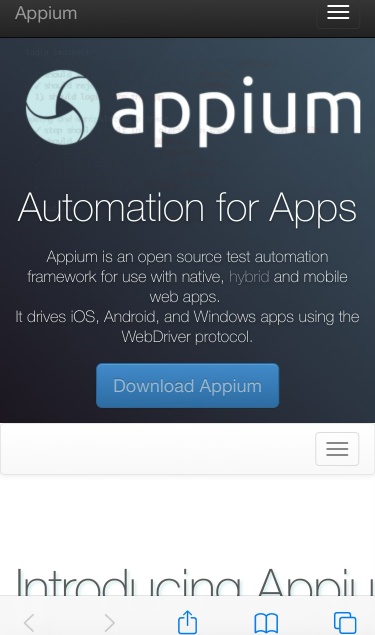 Appium
appium
Automation for Apps
Appium is an open source test automation
framework for use with native, hybrid and mobile
web apps.
It drives iOS, Android, and Windows apps using the
WebDriver protocol.
Download Appium
Introducing Appiu